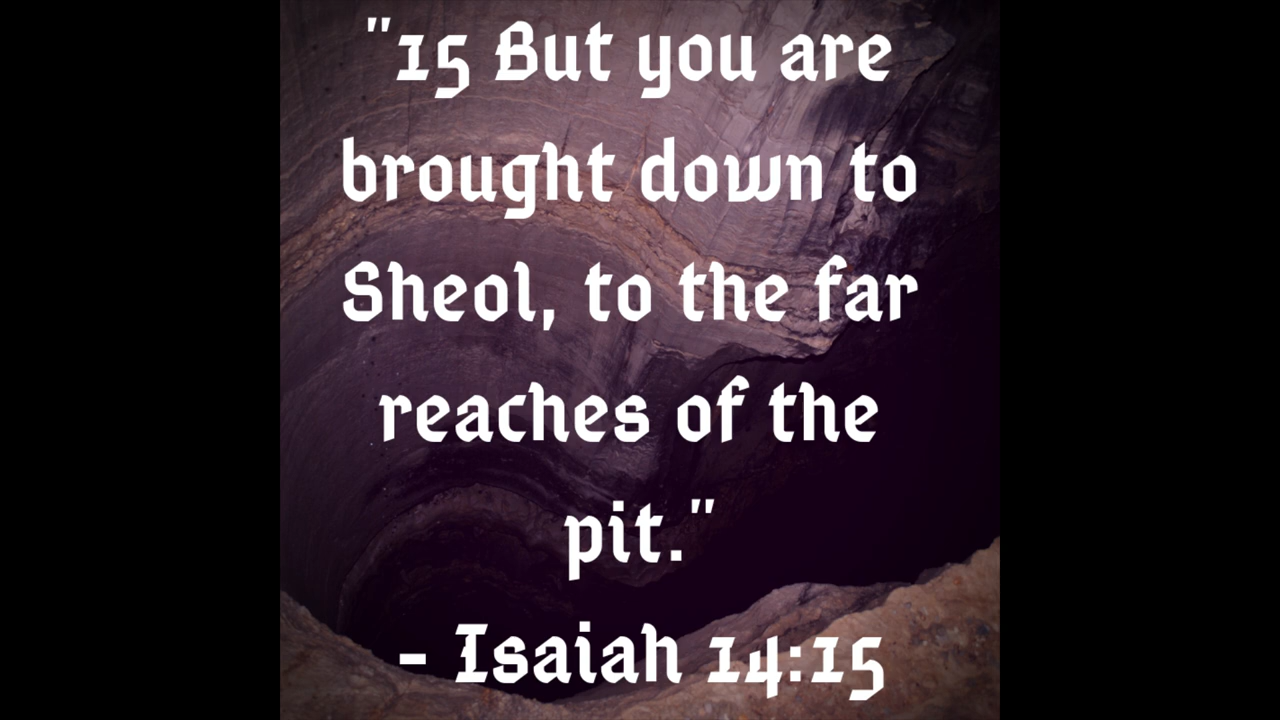 "15 But you are
brought down to
Sheol, to the far
reaches of the
pit."
- Isaiah 14:15